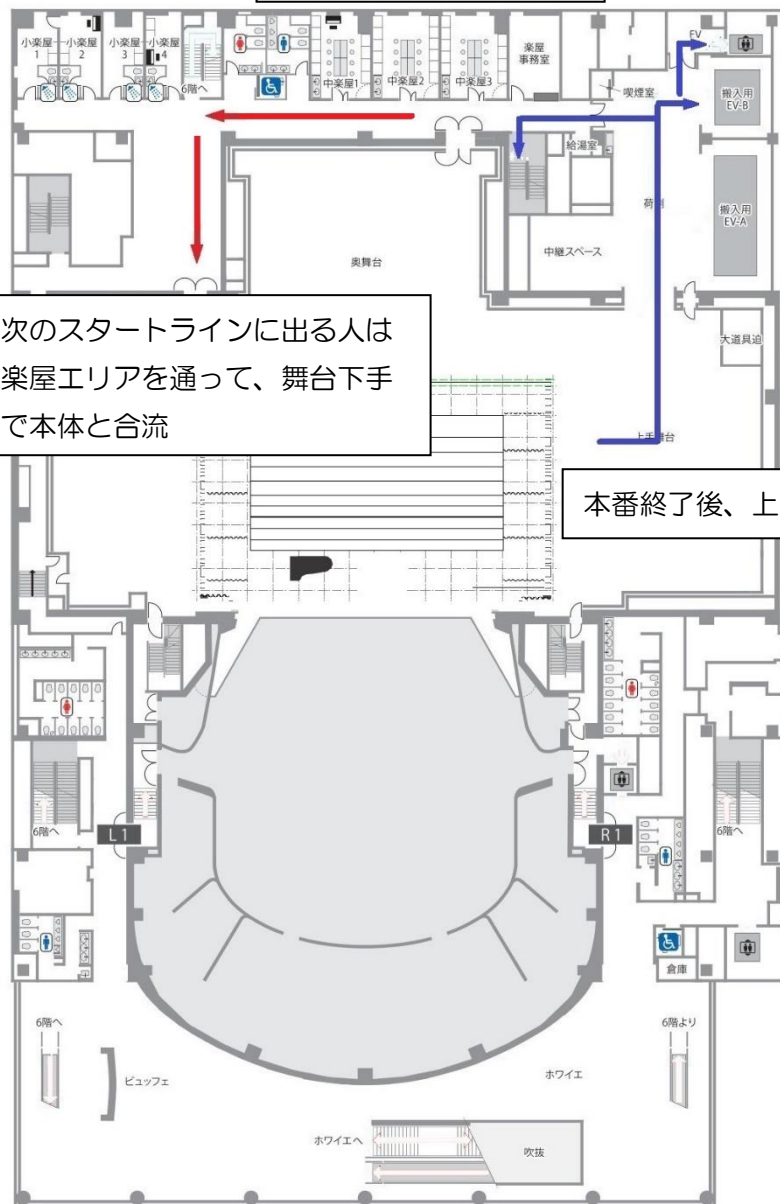 小楽屋
1
小楽屋
2
小楽屋
3
小楽屋
4
6階へ
中楽屋1
中楽屋2
中楽屋3
楽屋
事務室
EV
喫煙室
搬入用
EV-B
給湯室
搬入用
EV-A
中継スペース
奥舞台
大道具迫
次のスタートラインに出る人は
楽屋エリアを通って、舞台下手
で本体と合流
上手舞台
本番終了後、上
6階へ
L1
R1
6階へ
倉庫
6階へ
6階より
ビュッフェ
ホワイエ
ホワイエへ
吹抜